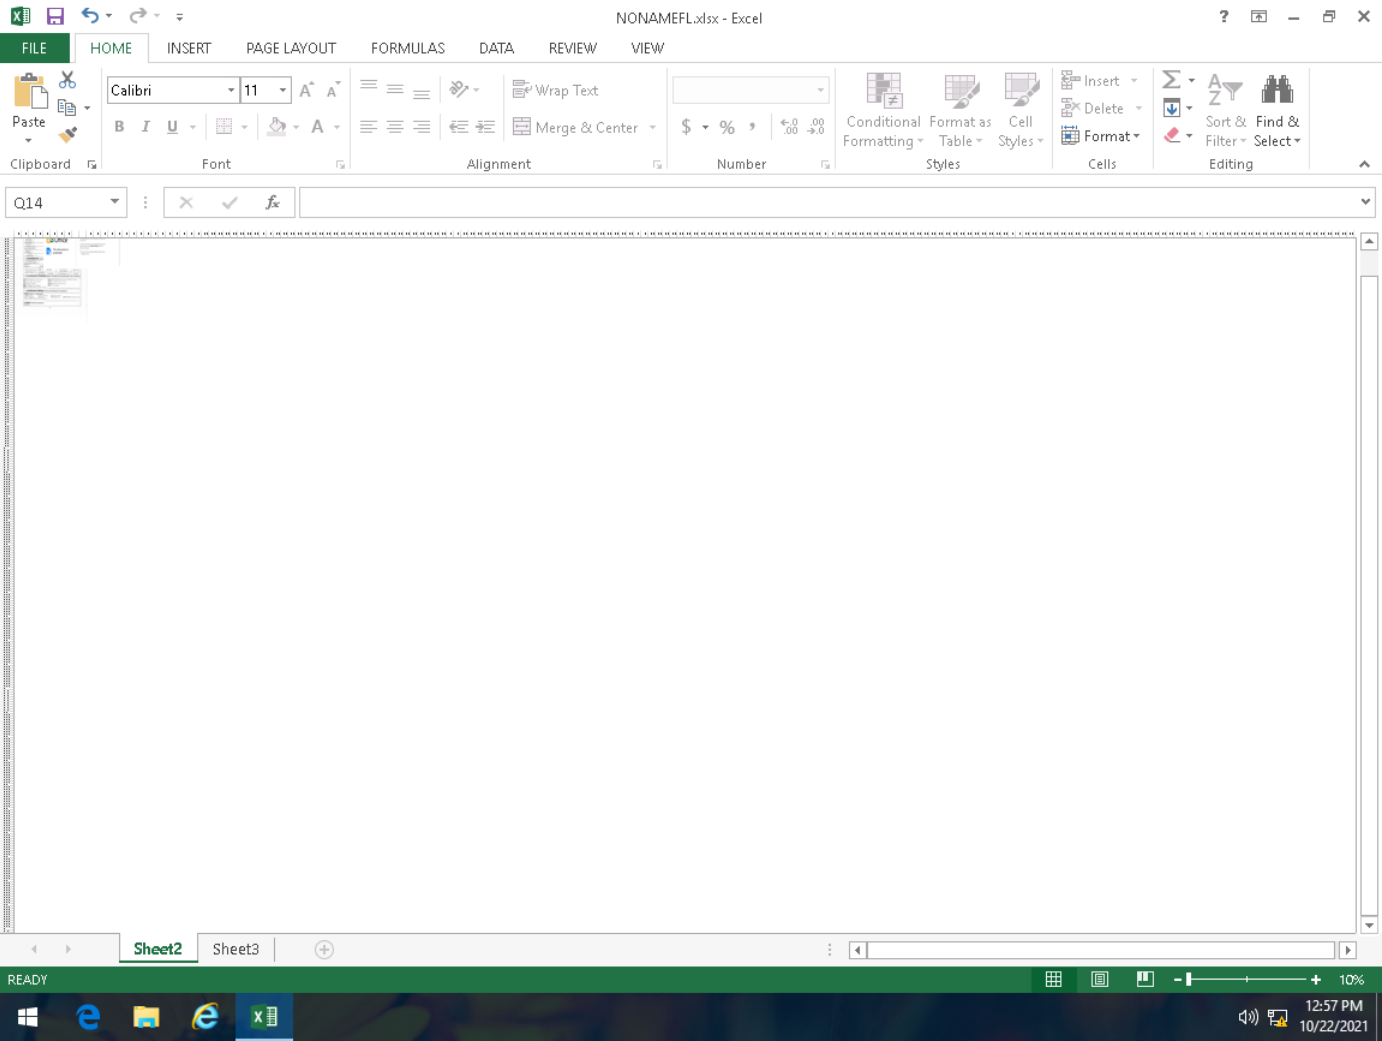 NONAMEFL.xlsx - Excel
FILE HOME INSERT PAGE LAYOUT FORMULAS DATA REVIEW VIEW
Paste
Calibri 11
B I U A
Wrap Text
Merge & Center
$ % ,
Conditional Formatting
Format as Table
Cell Styles
Insert
Delete
Format
Sort & Filter
Find & Select
Clipboard Font Alignment Number Styles Cells Editing
Q14 fx
Sheet2 Sheet3
READY 10%
12:57 PM
10/22/2021